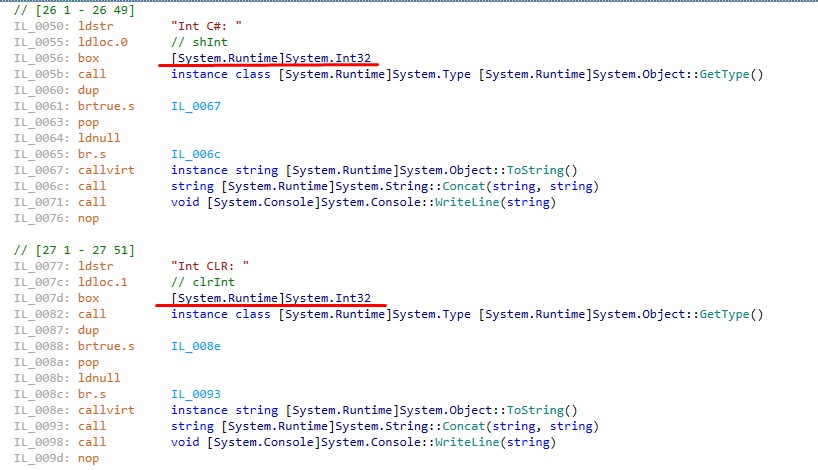 // [26 1 - 26 49]
IL_0050: ldstr "Int C#: "
IL_0055: ldloc.0 // shInt
IL_0056: box [System.Runtime]System.Int32
IL_005b: call instance class [System.Runtime]System.Type [System.Runtime]System.Object::GetType()
IL_0060: dup
IL_0061: brtrue.s IL_0067
IL_0063: pop
IL_0064: ldnull
IL_0065: br.s IL_006c
IL_0067: callvirt instance string [System.Runtime]System.Object::ToString()
IL_006c: call string [System.Runtime]System.String::Concat(string, string)
IL_0071: call void [System.Console]System.Console::WriteLine(string)
IL_0076: nop
// [27 1 - 27 51]
IL_0077: ldstr "Int CLR: "
IL_007c: ldloc.1 // clrInt
IL_007d: box [System.Runtime]System.Int32
IL_0082: call instance class [System.Runtime]System.Type [System.Runtime]System.Object::GetType()
IL_0087: dup
IL_0088: brtrue.s IL_008e
IL_008a: pop
IL_008b: ldnull
IL_008c: br.s IL_0093
IL_008e: callvirt instance string [System.Runtime]System.Object::ToString()
IL_0093: call string [System.Runtime]System.String::Concat(string, string)
IL_0098: call void [System.Console]System.Console::WriteLine(string)
IL_009d: nop